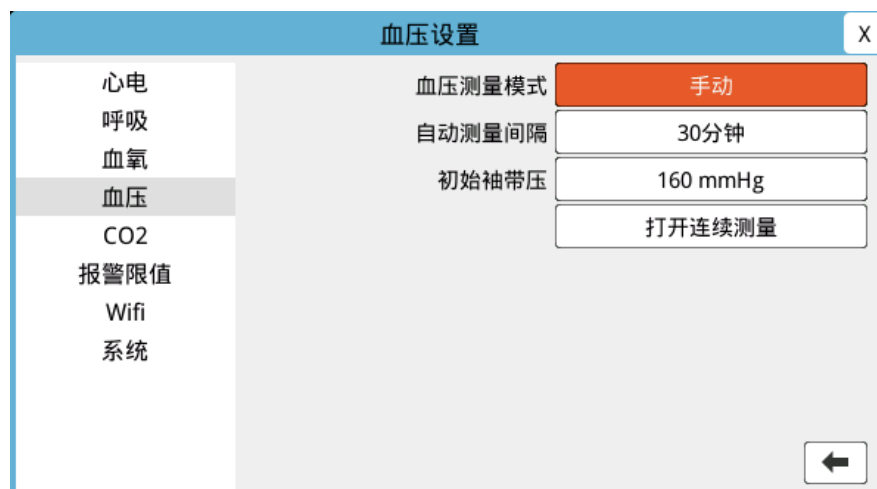 血压设置
X
心电
呼吸
血氧
血压
CO2
报警限值
Wifi
系统
血压测量模式 手动
自动测量间隔 30分钟
初始袖带压 160 mmHg
打开连续测量